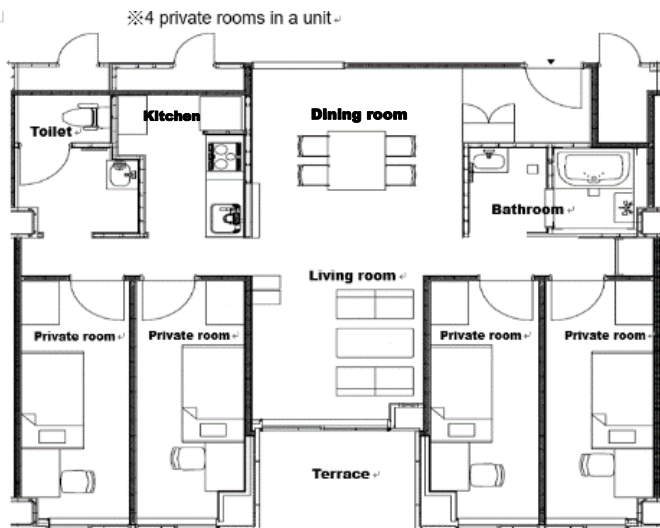 ※4 private rooms in a unit
Toilet
Kitchen
Dining room
Bathroom
Living room
Private room
Private room
Private room
Private room
Terrace